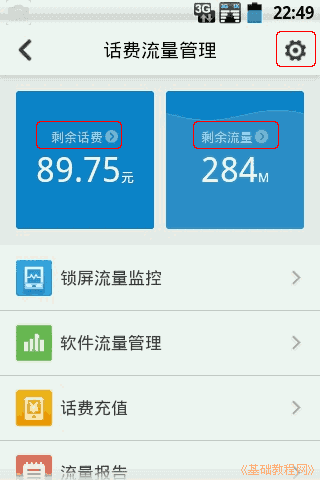 3G 1X 22:49
话费流量管理
剩余话费
89.75元
剩余流量
284M
锁屏流量监控
软件流量管理
话费充值
流量报告
《基础教程网》